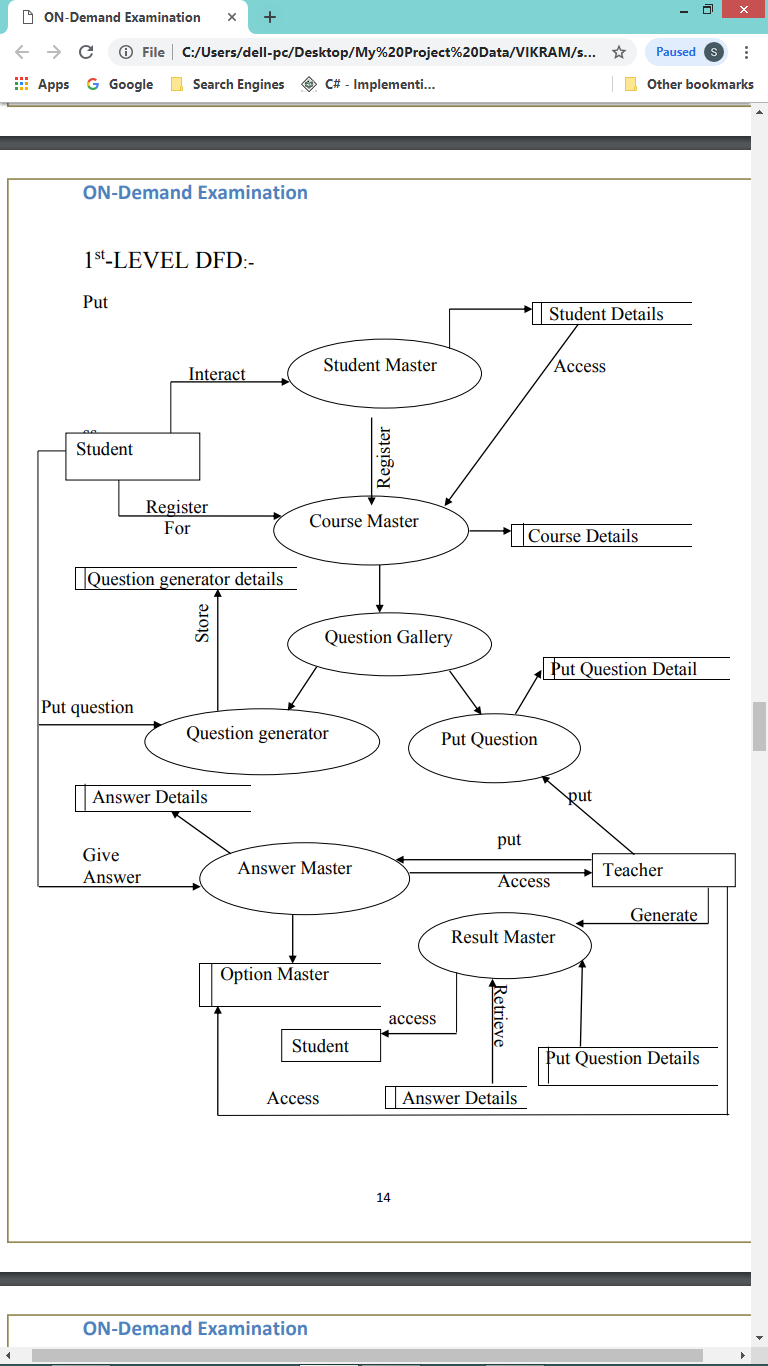 ON-Demand Examination
File C:/Users/dell-pc/Desktop/My%20Project%20Data/VIKRAM/s... Paused S
Apps Google Search Engines C# - Implementi... Other bookmarks
ON-Demand Examination
1st-LEVEL DFD:-
Put
Student Details
Student Master
Access
Interact
Student
Register
Register
For
Course Master
Course Details
Question generator details
Store
Question Gallery
Put Question Detail
Put question
Question generator
Put Question
Answer Details
put
put
Give
Answer
Answer Master
Teacher
Access
Generate
Result Master
Option Master
Retrieve
access
Student
Put Question Details
Access
Answer Details
14
ON-Demand Examination